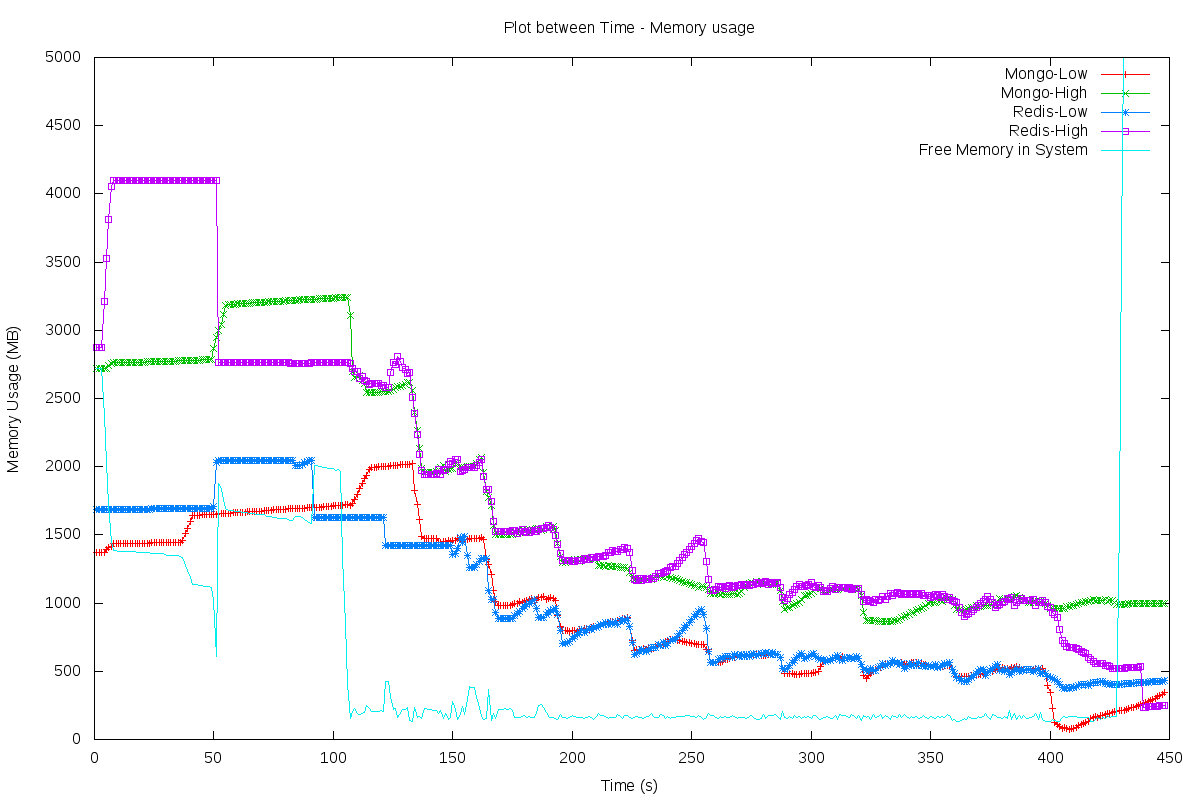 Plot between Time - Memory usage
Mongo-Low
Mongo-High
Redis-Low
Redis-High
Free Memory in System
Memory Usage (MB)
5000
4500
4000
3500
3000
2500
2000
1500
1000
500
0
0 50 100 150 200 250 300 350 400 450
Time (s)